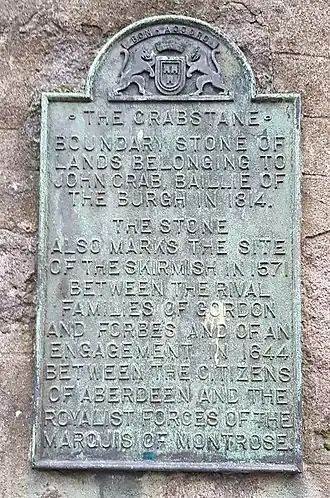 BON · ACCORD
· THE CRABSTANE ·
BOUNDARY STONE OF
LANDS BELONGING TO
JOHN CRAB, BAILLIE OF
THE BURGH IN 1314.
THE STONE
ALSO MARKS THE SITE
OF THE SKIRMISH IN 1571
BETWEEN THE RIVAL
FAMILIES OF GORDON
AND FORBES AND OF AN
ENGAGEMENT IN 1644
BETWEEN THE CITIZENS
OF ABERDEEN AND THE
ROYALIST FORCES OF THE
MARQUIS OF MONTROSE.